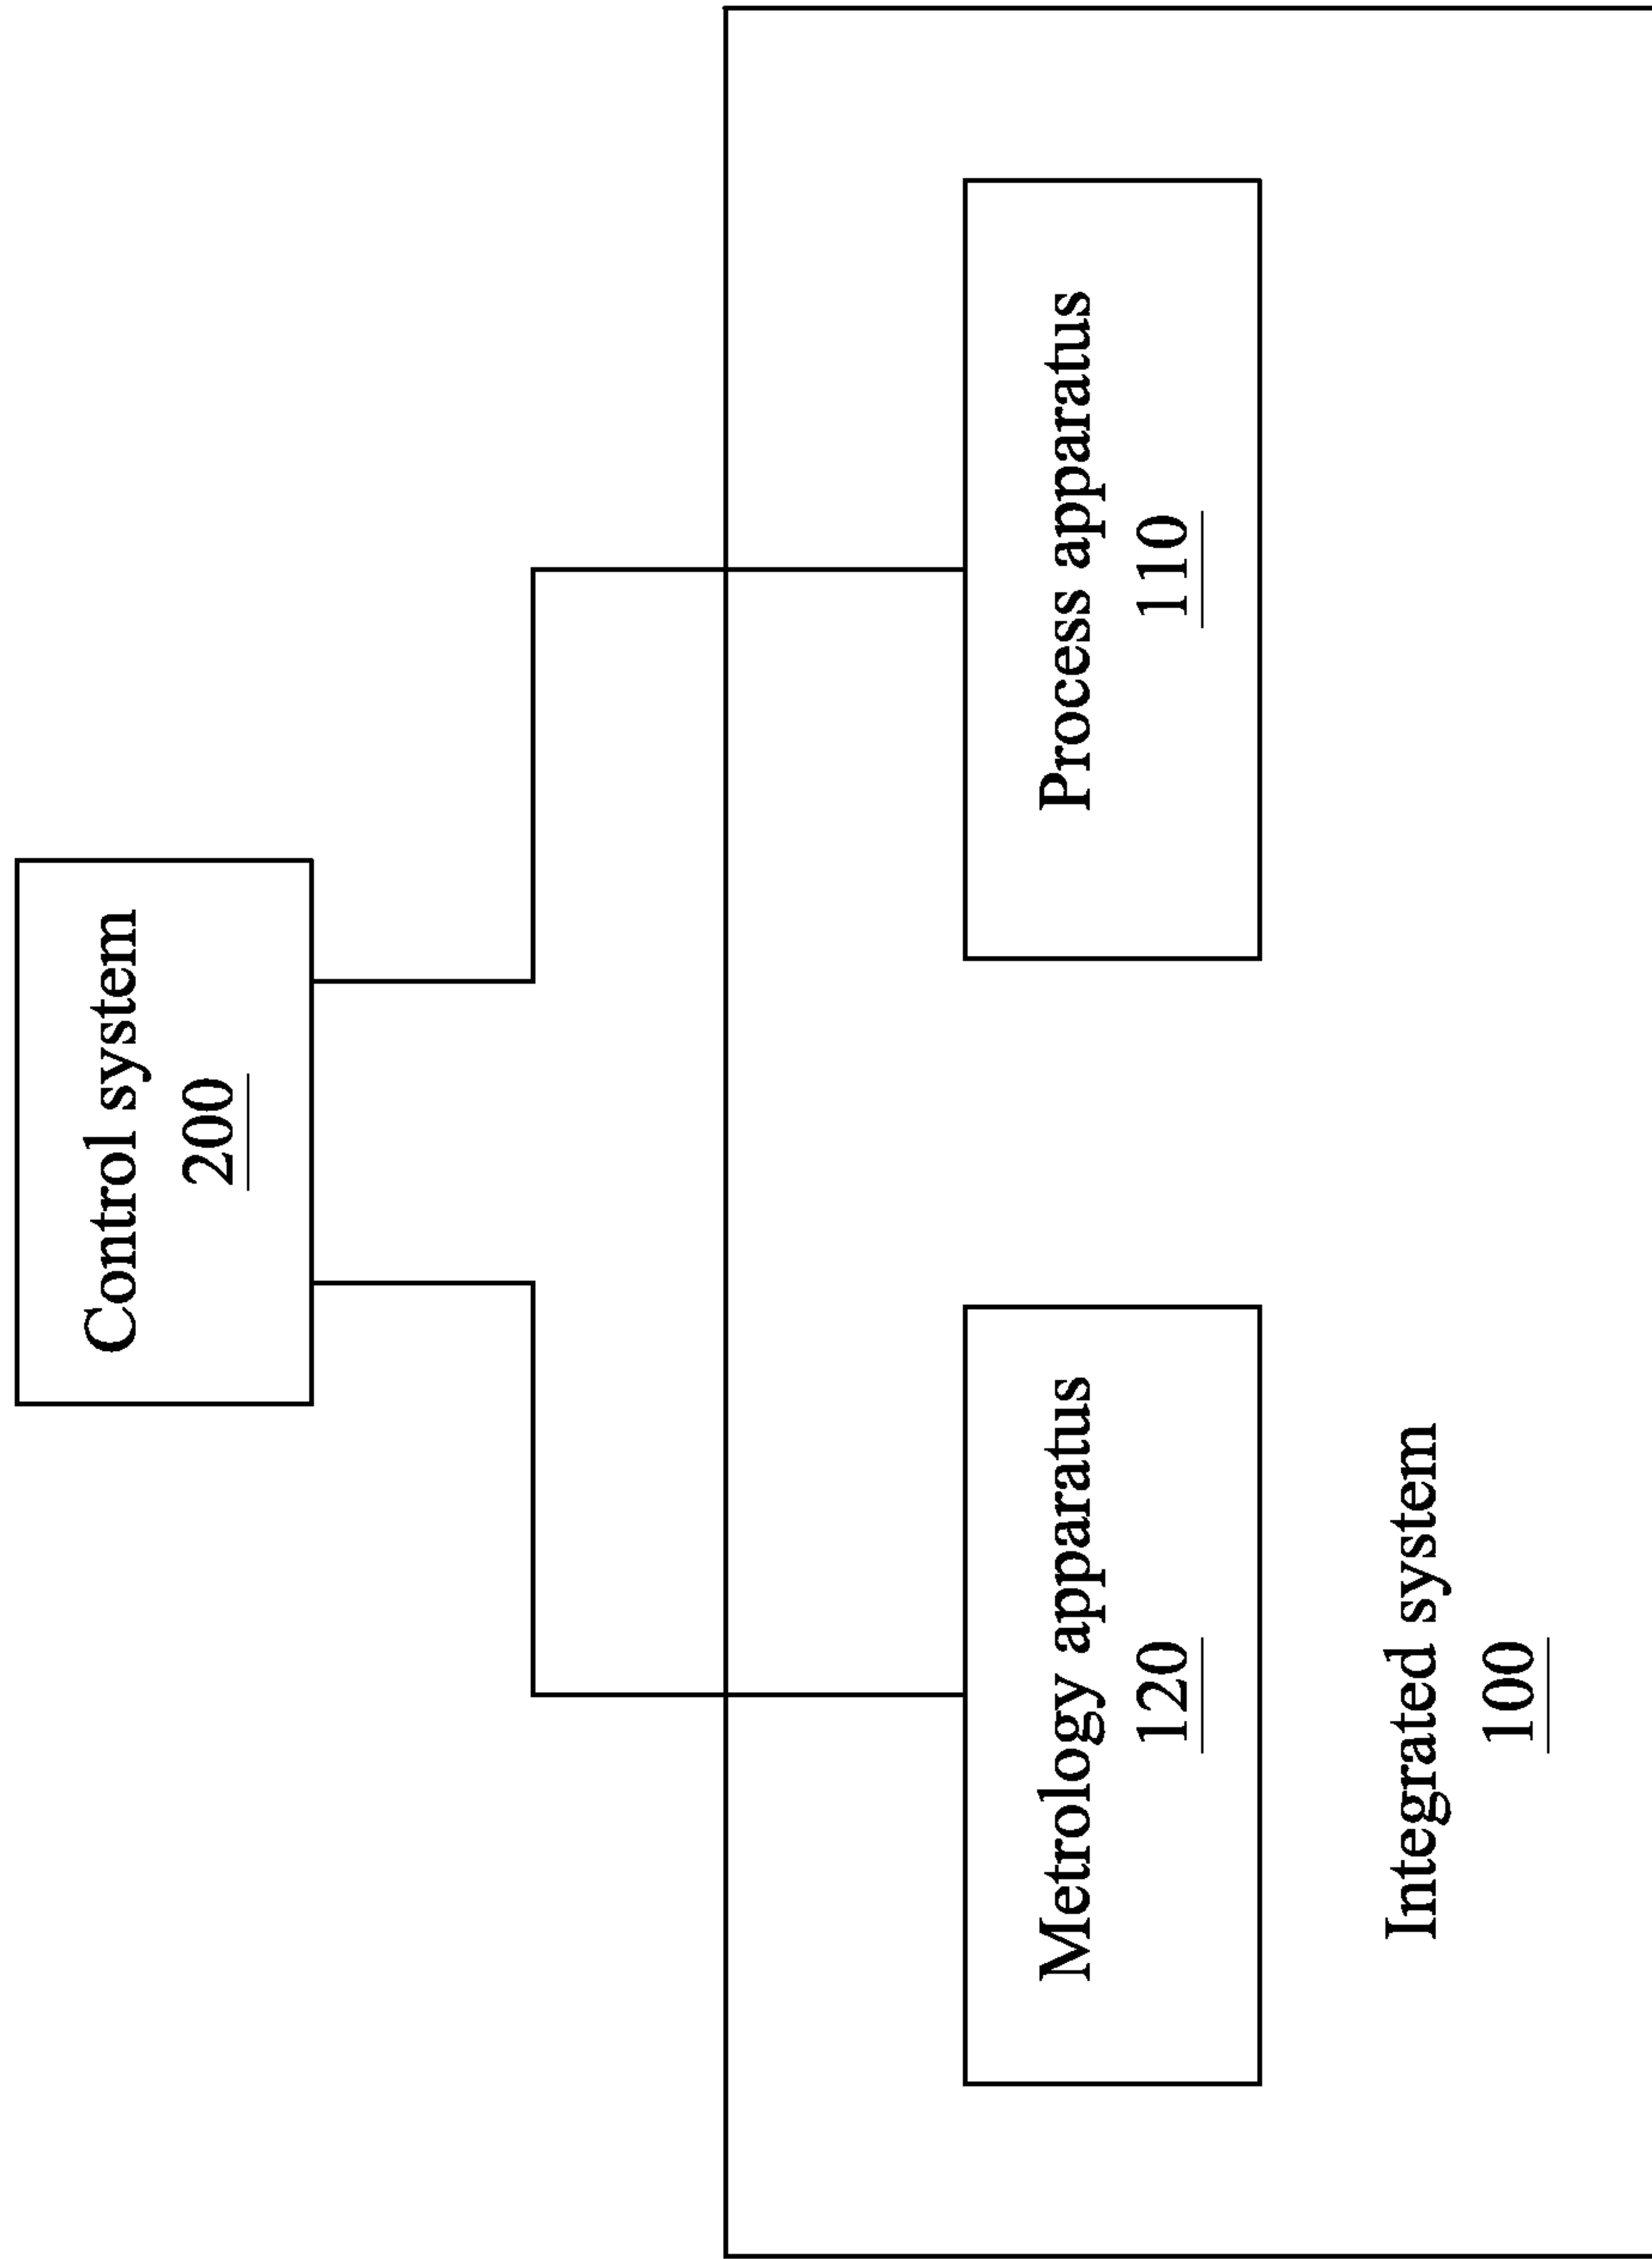 Control system
200
Metrology apparatus
120
Process apparatus
110
Integrated system
100